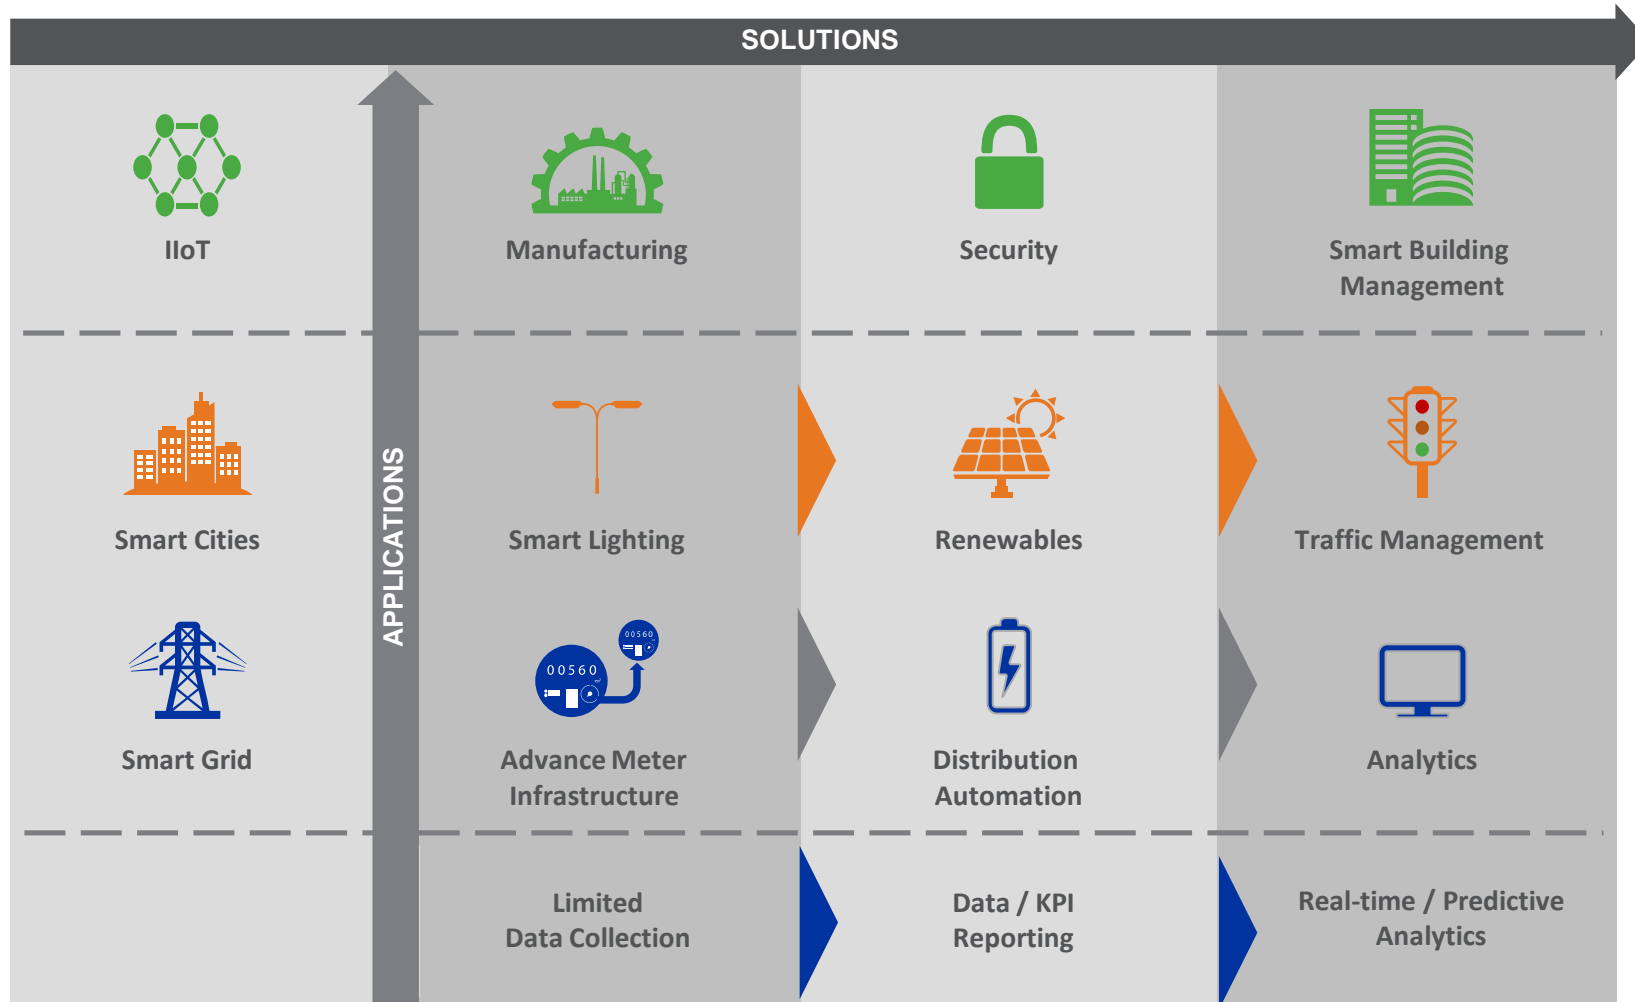 SOLUTIONS
IIoT
Manufacturing
Security
Smart Building
Management
APPLICATIONS
Smart Cities
Smart Lighting
Renewables
Traffic Management
00560
00560
Smart Grid
Advance Meter
Infrastructure
Distribution
Automation
Analytics
Limited
Data Collection
Data / KPI
Reporting
Real-time / Predictive
Analytics